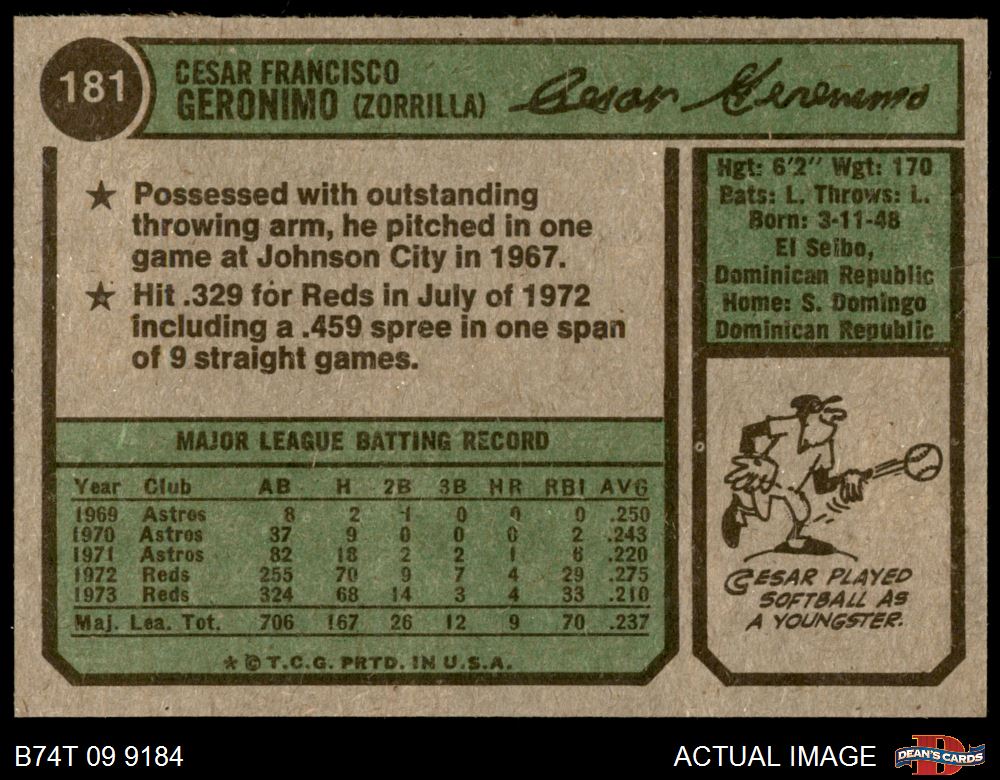 181
CESAR FRANCISCO
GERONIMO (ZORRILLA)
Cesar Geronimo
★ Possessed with outstanding
throwing arm, he pitched in one
game at Johnson City in 1967.
★ Hit .329 for Reds in July of 1972
including a .459 spree in one span
of 9 straight games.
Hgt: 6'2" Wgt: 170
Bats: L. Throws: L.
Born: 3-11-48
El Seibo,
Dominican Republic
Home: S. Domingo
Dominican Republic
MAJOR LEAGUE BATTING RECORD
Year Club AB H 2B 3B HR RBI AVG
1969 Astros 8 2 1 0 0 0 .250
1970 Astros 37 9 0 0 0 2 .243
1971 Astros 82 18 2 2 1 6 .220
1972 Reds 255 70 9 7 4 29 .275
1973 Reds 324 68 14 3 4 33 .210
Maj. Lea. Tot. 706 167 26 12 9 70 .237
* © T.C.G. PRTD. IN U.S.A.
CESAR PLAYED
SOFTBALL AS
A YOUNGSTER.
B74T 09 9184
ACTUAL IMAGE
D
DEAN'S CARDS